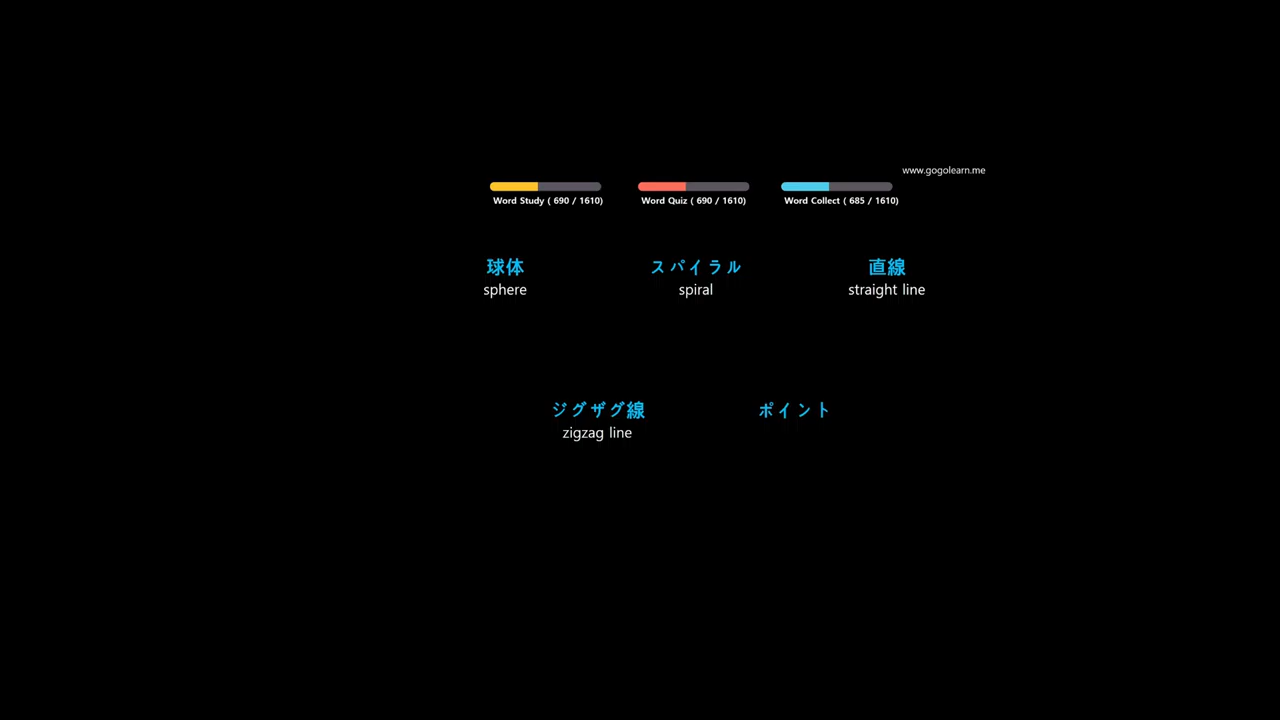 www.gogolearn.me
Word Study ( 690 / 1610)
Word Quiz ( 690 / 1610)
Word Collect ( 685 / 1610)
球体
sphere
スパイラル
spiral
直線
straight line
ジグザグ線
zigzag line
ポイント